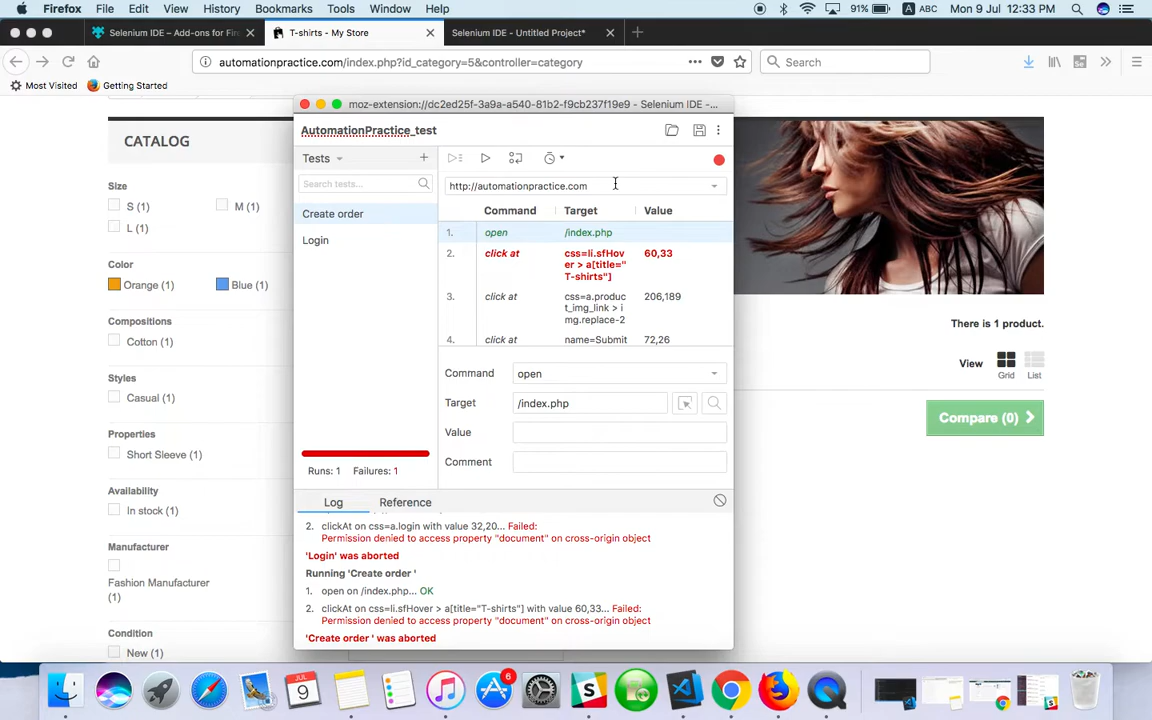 Firefox File Edit View History Bookmarks Tools Window Help 91% A ABC Mon 9 Jul 12:33 PM
Selenium IDE – Add-ons for Fir
T-shirts - My Store
Selenium IDE - Untitled Project*
automationpractice.com/index.php?id_category=5&controller=category
Search
Most Visited Getting Started
CATALOG
Size
S (1) M (1)
L (1)
Color
Orange (1) Blue (1)
Compositions
Cotton (1)
Styles
Casual (1)
Properties
Short Sleeve (1)
Availability
In stock (1)
Manufacturer
Fashion Manufacturer
(1)
Condition
New (1)
moz-extension://dc2ed25f-3a9a-a540-81b2-f9cb237f19e9 - Selenium IDE -...
AutomationPractice_test
Tests
Search tests...
Create order
Login
Runs: 1 Failures: 1
http://automationpractice.com
Command Target Value
1. open /index.php
2. click at css=li.sfHov 60,33
er > a[title="
T-shirts"]
3. click at css=a.produc 206,189
t_img_link > i
mg.replace-2
4. click at name=Submit 72,26
Command open
Target /index.php
Value
Comment
Log Reference
2. clickAt on css=a.login with value 32,20... Failed:
Permission denied to access property "document" on cross-origin object
'Login' was aborted
Running 'Create order '
1. open on /index.php... OK
2. clickAt on css=li.sfHover > a[title="T-shirts"] with value 60,33... Failed:
Permission denied to access property "document" on cross-origin object
'Create order ' was aborted
There is 1 product.
View
Grid List
Compare (0)
JUL
9
6